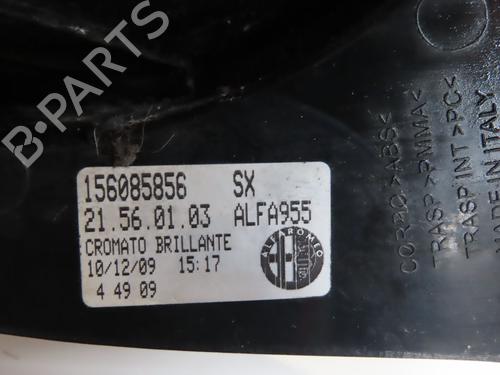 B-PARTS
156085856 SX
21.56.01.03 ALFA955
CROMATO BRILLANTE
10/12/09 15:17
4 49 09
ALFA ROMEO
>ABS<
TRASP >PMMA<
TRASP INT >PC<
MADE IN ITALY